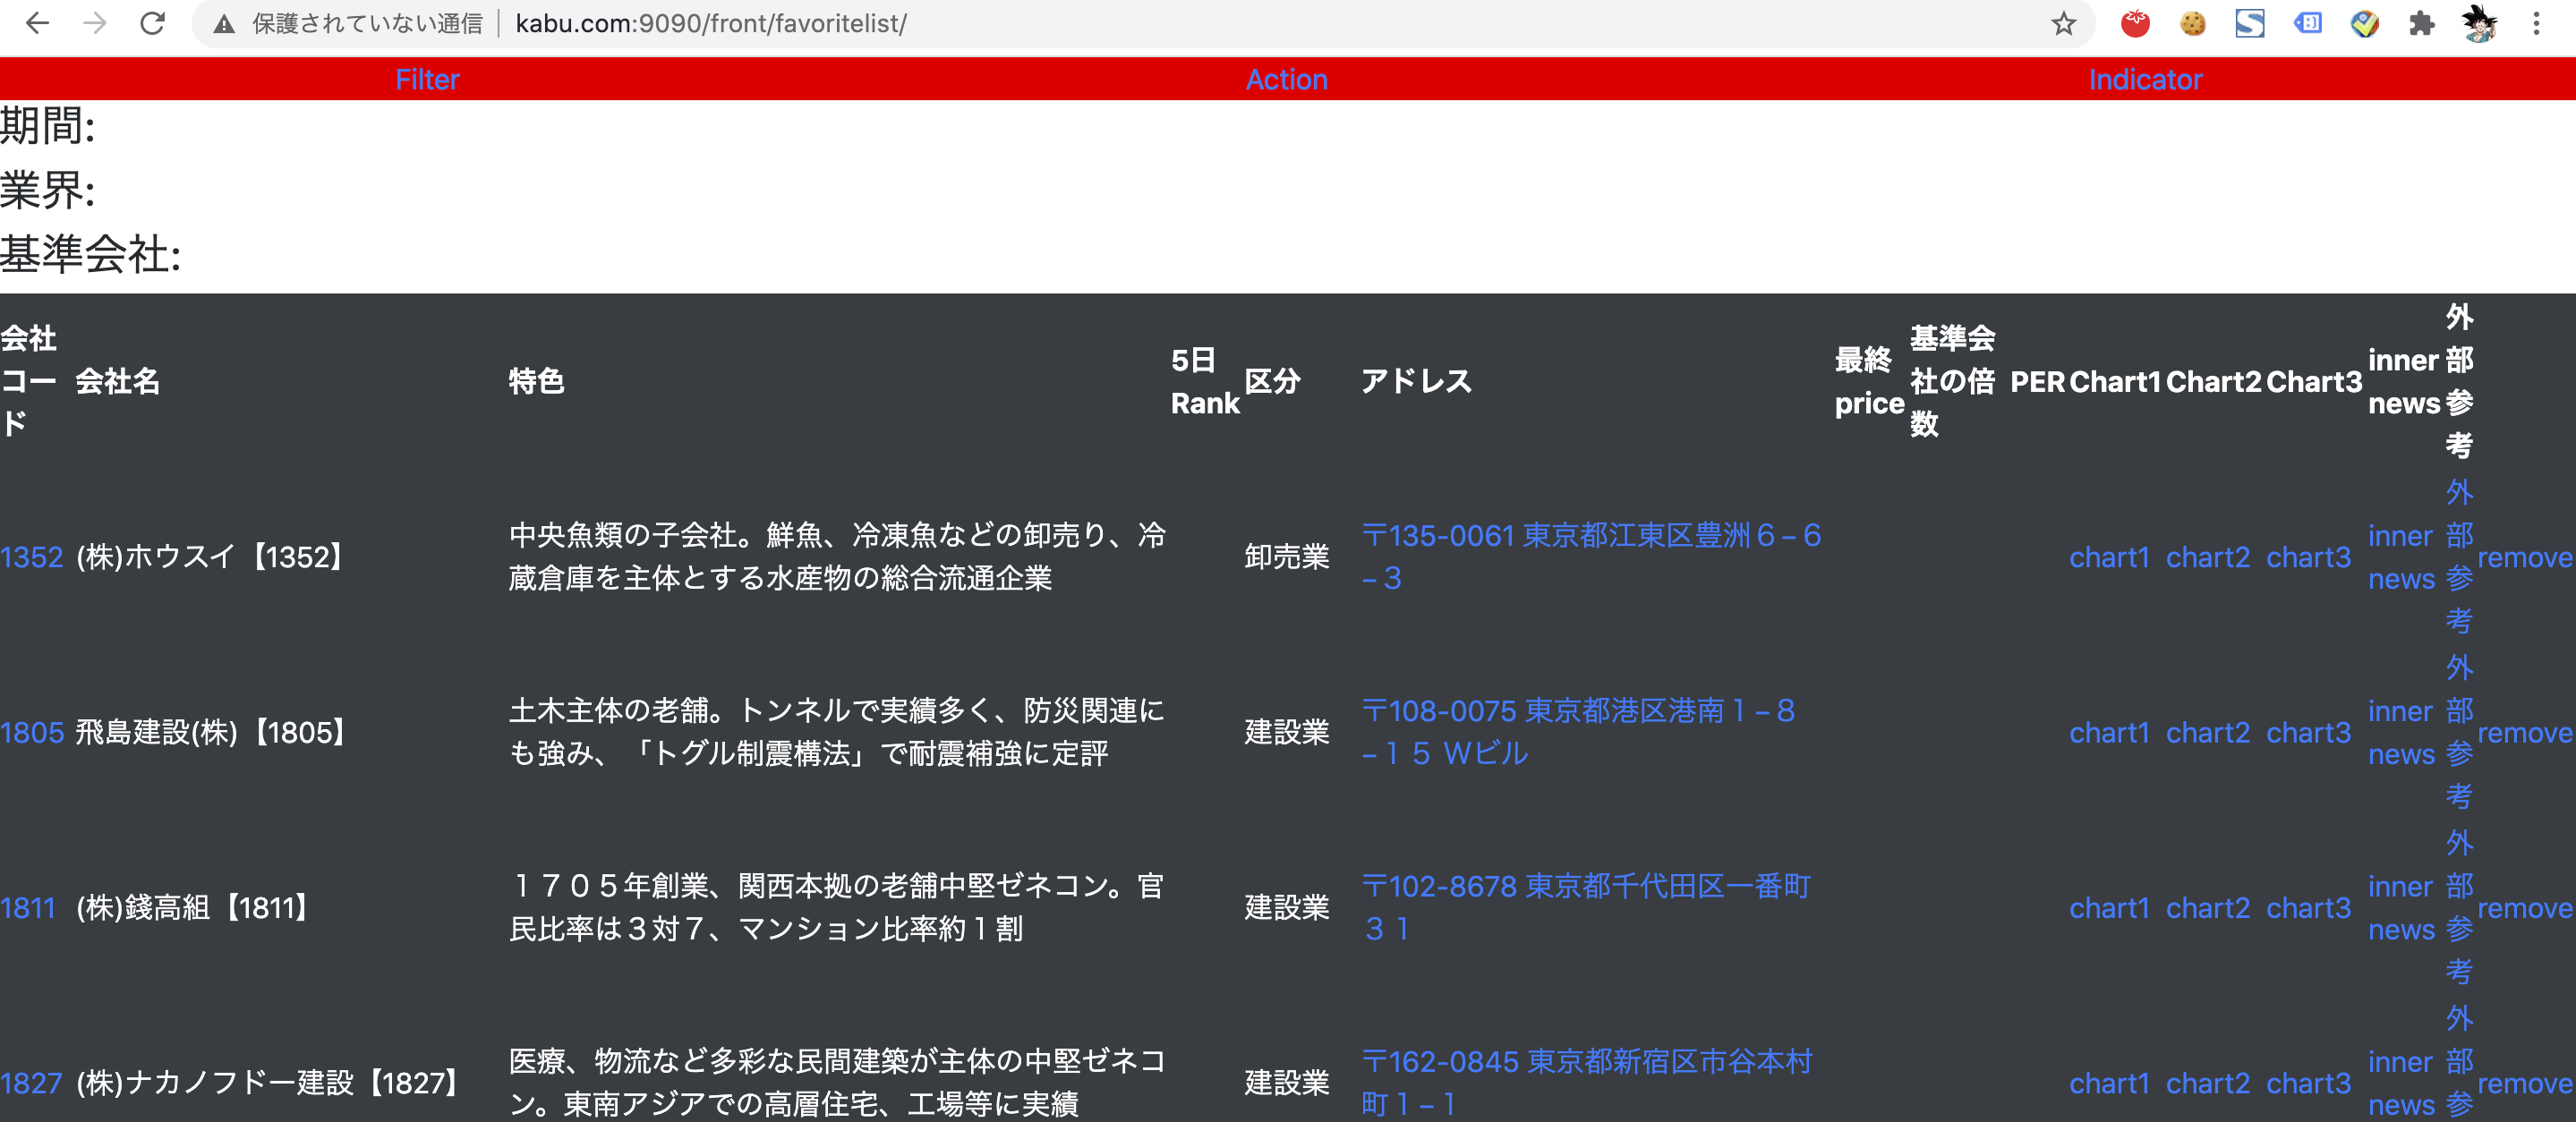 保護されていない通信 kabu.com:9090/front/favoritelist/
Filter Action Indicator
期間:
業界:
基準会社:
会社コード 会社名 特色 5日Rank 区分 アドレス 最終price 基準会社の倍数 PER Chart1 Chart2 Chart3 inner news 外部参考
1352 (株)ホウスイ【1352】 中央魚類の子会社。鮮魚、冷凍魚などの卸売り、冷蔵倉庫を主体とする水産物の総合流通企業 卸売業 〒135-0061 東京都江東区豊洲６−６−３ chart1 chart2 chart3 inner news 外部参考 remove
1805 飛島建設(株)【1805】 土木主体の老舗。トンネルで実績多く、防災関連にも強み、「トグル制震構法」で耐震補強に定評 建設業 〒108-0075 東京都港区港南１−８−１５ Ｗビル chart1 chart2 chart3 inner news 外部参考 remove
1811 (株)錢高組【1811】 １７０５年創業、関西本拠の老舗中堅ゼネコン。官民比率は３対７、マンション比率約１割 建設業 〒102-8678 東京都千代田区一番町３１ chart1 chart2 chart3 inner news 外部参考 remove
1827 (株)ナカノフドー建設【1827】 医療、物流など多彩な民間建築が主体の中堅ゼネコン。東南アジアでの高層住宅、工場等に実績 建設業 〒162-0845 東京都新宿区市谷本村町１−１ chart1 chart2 chart3 inner news 外部参 remove